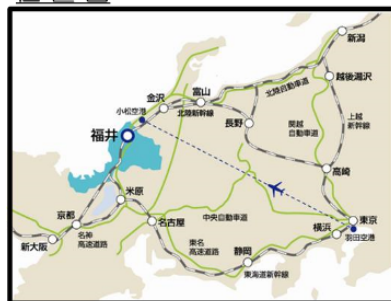 新潟
北陸自動車道
越後湯沢
富山
金沢
小松空港
北陸新幹線
上越
新幹線
長野
関越
自動車道
福井
高崎
米原
東京
京都
名古屋
中央自動車道
横浜
羽田空港
新大阪
名神
高速道路
東名
高速道路
静岡
東海道新幹線